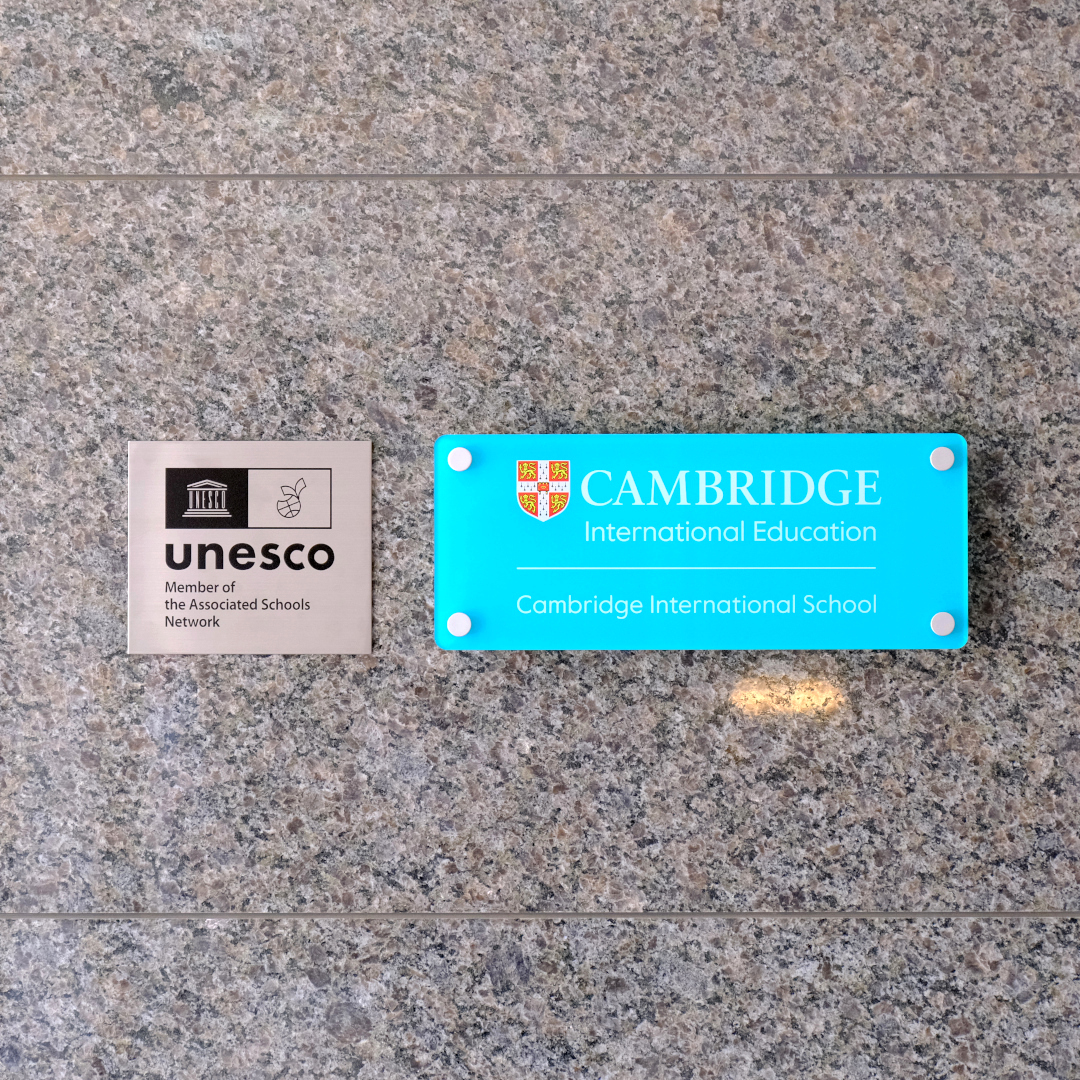 UNESCO
unesco
Member of
the Associated Schools
Network
CAMBRIDGE
International Education
Cambridge International School